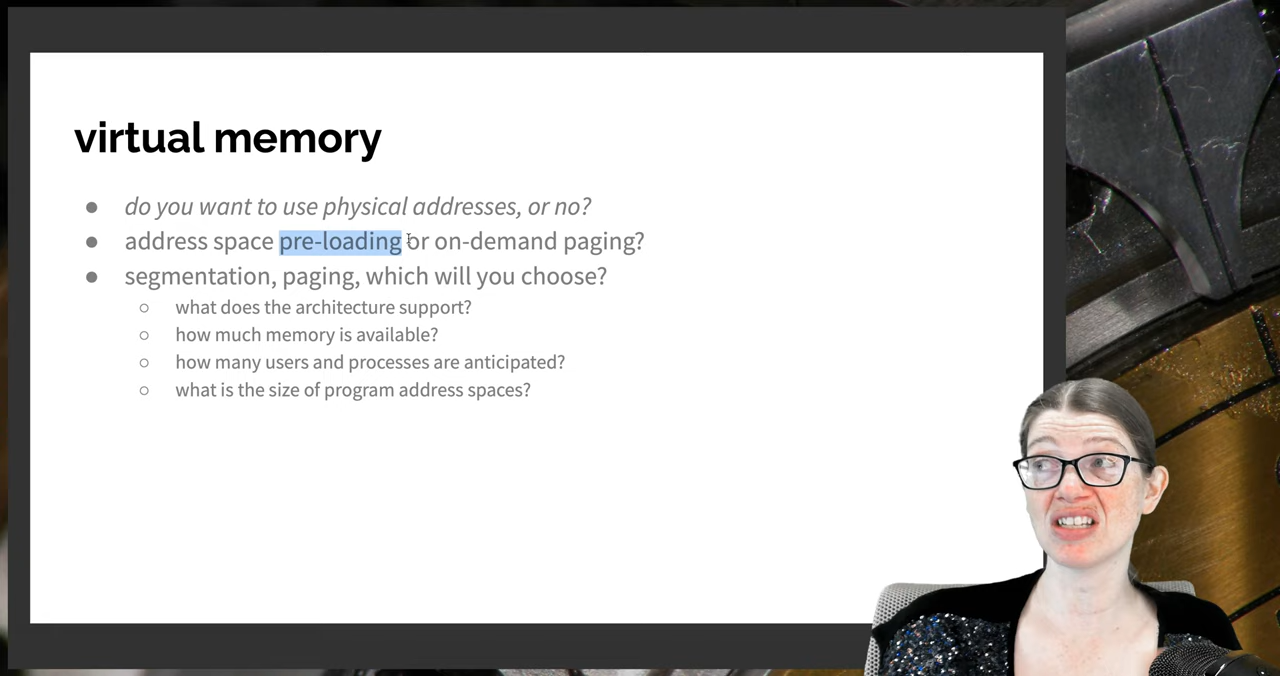 virtual memory
● do you want to use physical addresses, or no?
● address space pre-loading or on-demand paging?
● segmentation, paging, which will you choose?
○ what does the architecture support?
○ how much memory is available?
○ how many users and processes are anticipated?
○ what is the size of program address spaces?